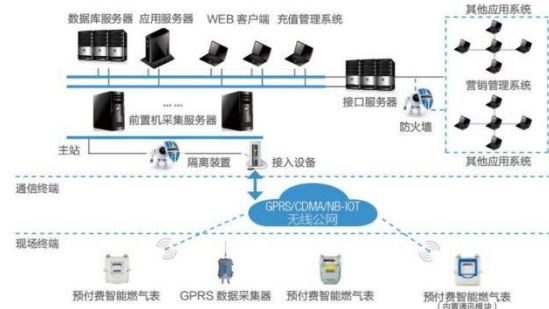 数据库服务器 应用服务器 WEB 客户端 充值管理系统
其他应用系统
营销管理系统
接口服务器
防火墙
其他应用系统
... ...
前置机采集服务器
主站
隔离装置
接入设备
通信终端
GPRS/CDMA/NB-IOT
无线公网
现场终端
预付费智能燃气表 GPRS 数据采集器 预付费智能燃气表 预付费智能燃气表
(内置通讯模块)